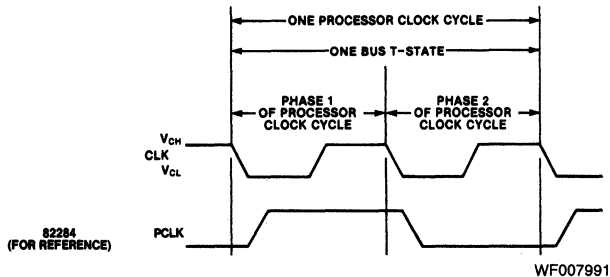 ONE PROCESSOR CLOCK CYCLE
ONE BUS T-STATE
PHASE 1
OF PROCESSOR
CLOCK CYCLE
PHASE 2
OF PROCESSOR
CLOCK CYCLE
VCH
CLK
VCL
82284
(FOR REFERENCE)
PCLK
WF007991